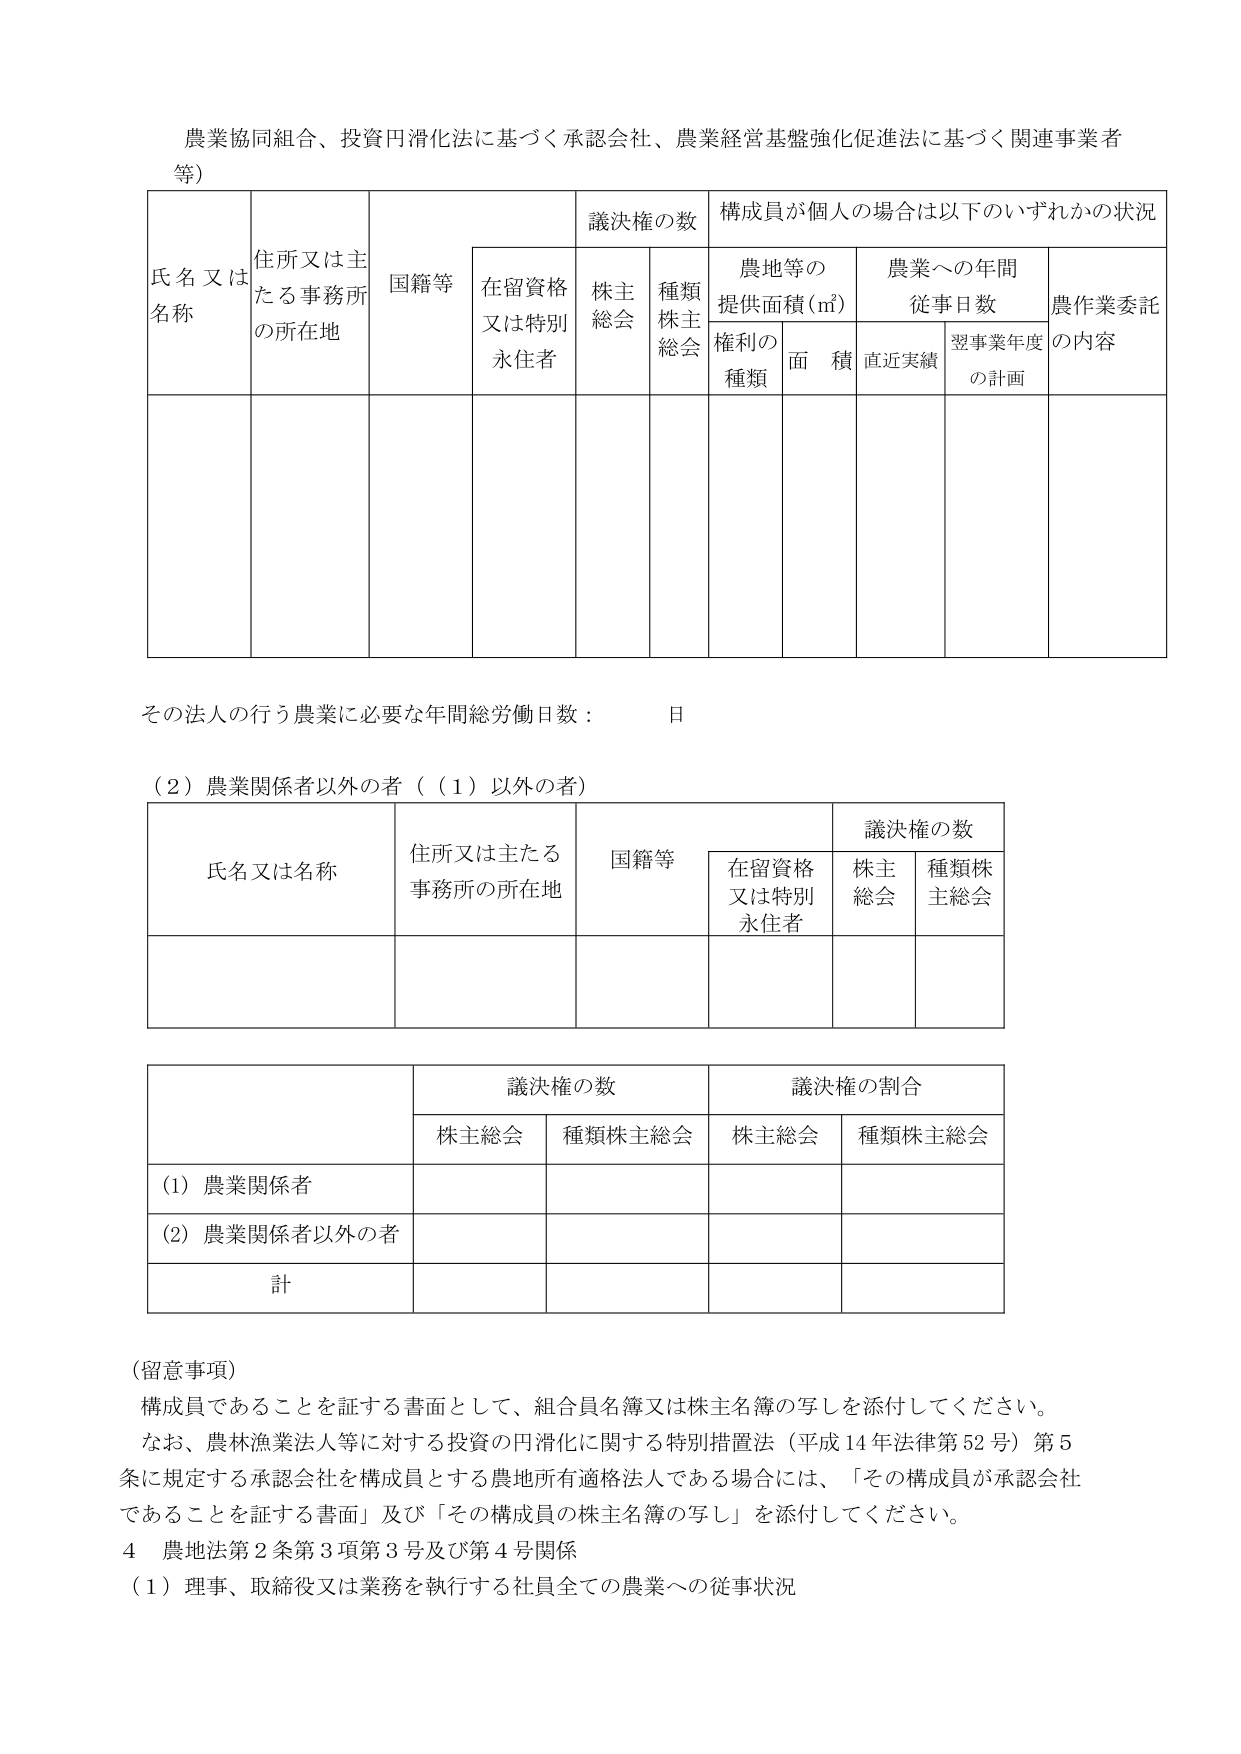 農業協同組合、投資円滑化法に基づく承認会社、農業経営基盤強化促進法に基づく関連事業者
等）
氏名又は
名称
住所又は主
たる事務所
の所在地
国籍等
在留資格
又は特別
永住者
議決権の数
株主
総会
種類
株主
総会
構成員が個人の場合は以下のいずれかの状況
農地等の
提供面積(㎡)
権利の
種類
面　積
農業への年間
従事日数
直近実績
翌事業年度
の計画
農作業委託
の内容
その法人の行う農業に必要な年間総労働日数：　　　日
（２）農業関係者以外の者（（１）以外の者）
氏名又は名称
住所又は主たる
事務所の所在地
国籍等
在留資格
又は特別
永住者
議決権の数
株主
総会
種類株
主総会
議決権の数
議決権の割合
株主総会
種類株主総会
株主総会
種類株主総会
(1) 農業関係者
(2) 農業関係者以外の者
計
（留意事項）
構成員であることを証する書面として、組合員名簿又は株主名簿の写しを添付してください。
なお、農林漁業法人等に対する投資の円滑化に関する特別措置法（平成14年法律第52号）第５
条に規定する承認会社を構成員とする農地所有適格法人である場合には、「その構成員が承認会社
であることを証する書面」及び「その構成員の株主名簿の写し」を添付してください。
４　農地法第２条第３項第３号及び第４号関係
（１）理事、取締役又は業務を執行する社員全ての農業への従事状況